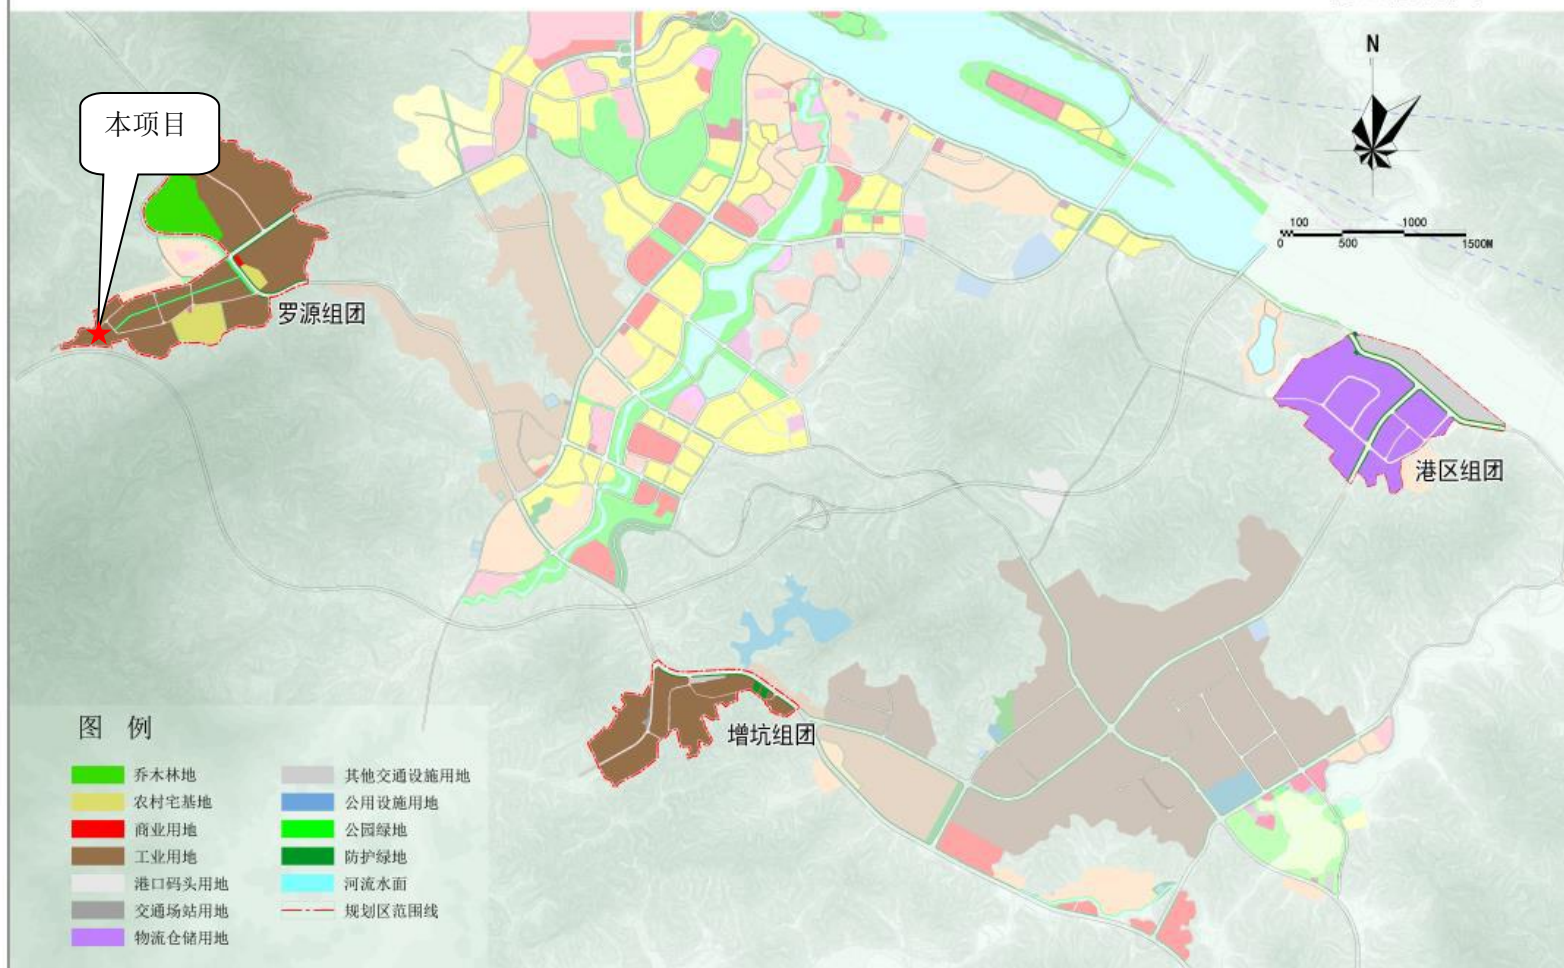 本项目
N
100
1000
0
500
1500M
罗源组团
港区组团
增坑组团
图 例
乔木林地
农村宅基地
商业用地
工业用地
港口码头用地
交通场站用地
物流仓储用地
其他交通设施用地
公用设施用地
公园绿地
防护绿地
河流水面
规划区范围线